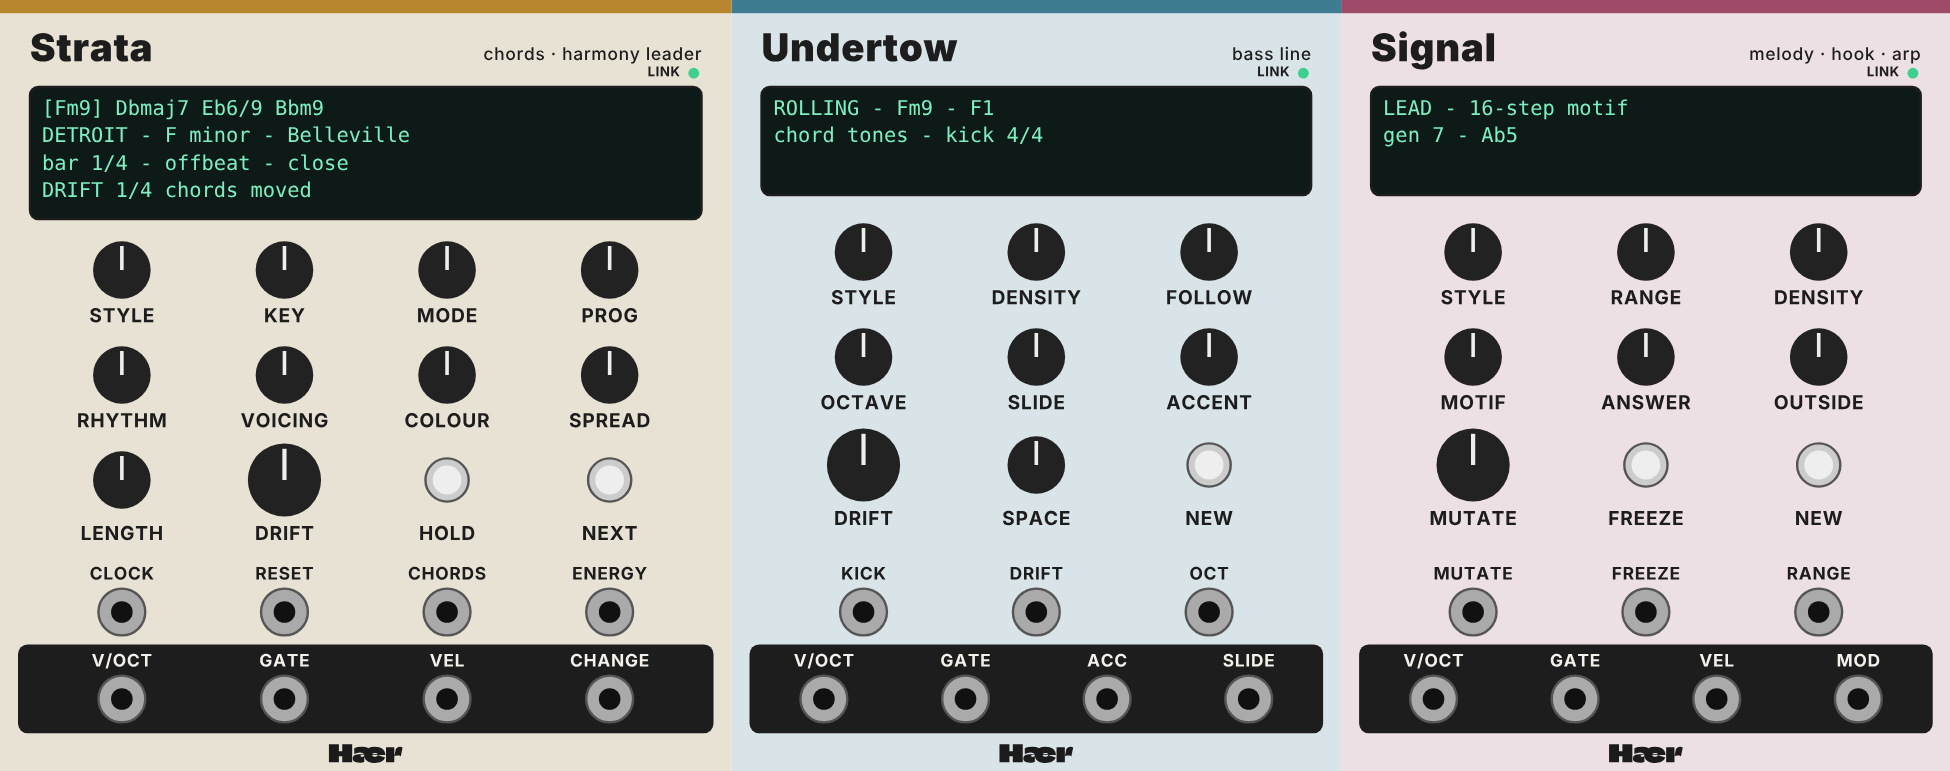 Strata
chords · harmony leader
LINK
[Fm9] Dbmaj7 Eb6/9 Bbm9
DETROIT - F minor - Belleville
bar 1/4 - offbeat - close
DRIFT 1/4 chords moved
STYLE KEY MODE PROG
RHYTHM VOICING COLOUR SPREAD
LENGTH DRIFT HOLD NEXT
CLOCK RESET CHORDS ENERGY
V/OCT GATE VEL CHANGE
Hær
Undertow
bass line
LINK
ROLLING - Fm9 - F1
chord tones - kick 4/4
STYLE DENSITY FOLLOW
OCTAVE SLIDE ACCENT
DRIFT SPACE NEW
KICK DRIFT OCT
V/OCT GATE ACC SLIDE
Hær
Signal
melody · hook · arp
LINK
LEAD - 16-step motif
gen 7 - Ab5
STYLE RANGE DENSITY
MOTIF ANSWER OUTSIDE
MUTATE FREEZE NEW
MUTATE FREEZE RANGE
V/OCT GATE VEL MOD
Hær